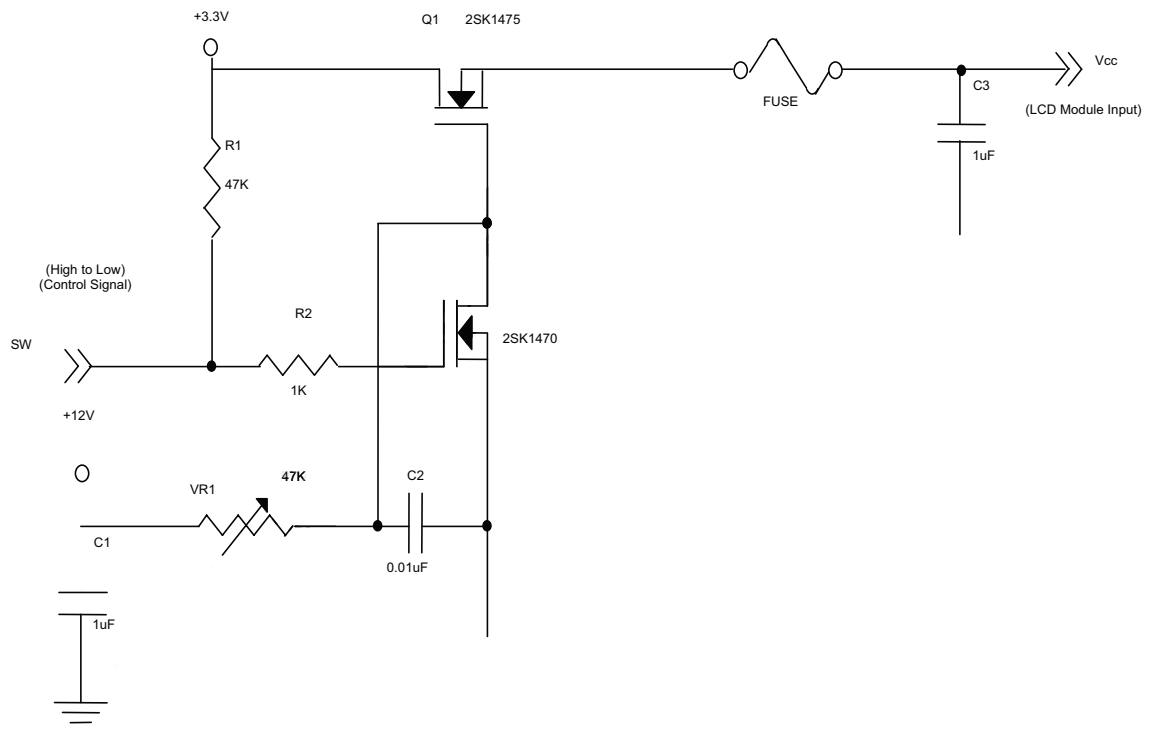 +3.3V
Q1 2SK1475
Vcc
C3
FUSE
(LCD Module Input)
R1
1uF
47K
(High to Low)
(Control Signal)
R2
2SK1470
SW
1K
+12V
47K
C2
VR1
C1
0.01uF
1uF